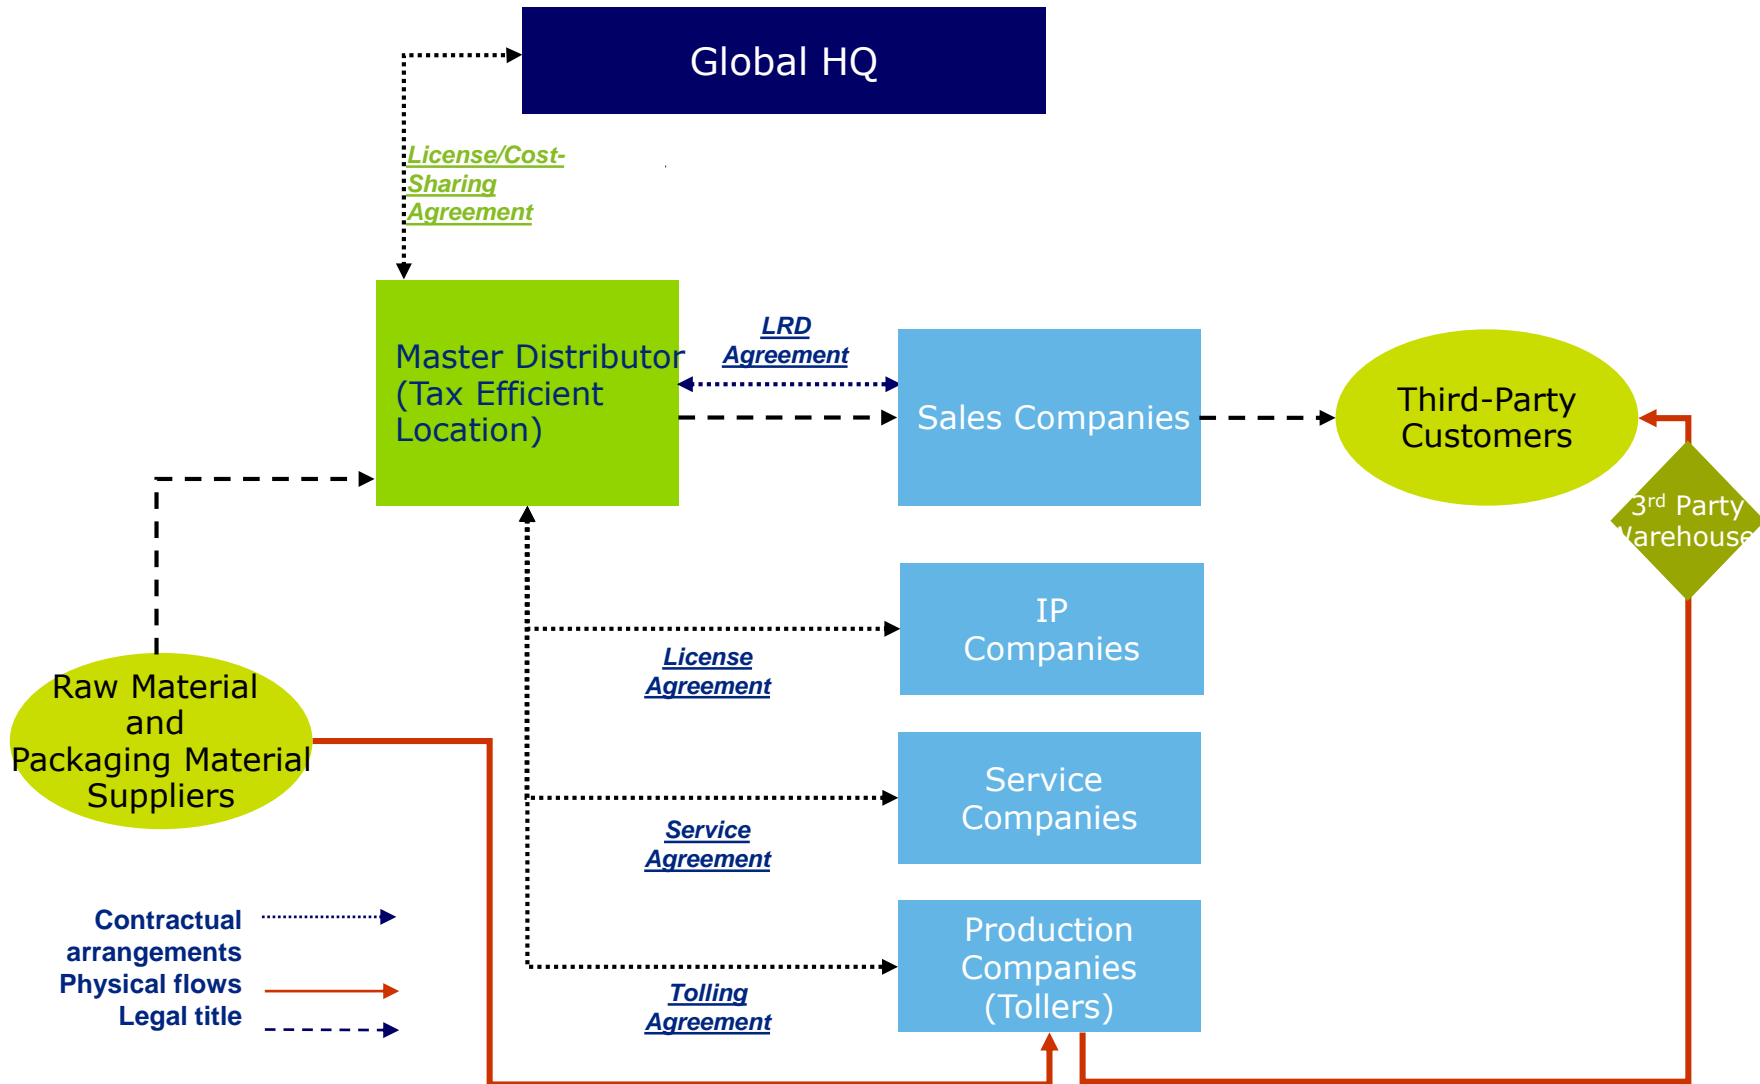 Global HQ
License/Cost-
Sharing
Agreement
Master Distributor
(Tax Efficient
Location)
LRD
Agreement
Sales Companies
Third-Party
Customers
3rd Party
Warehouse
IP
Companies
License
Agreement
Raw Material
and
Packaging Material
Suppliers
Service
Companies
Service
Agreement
Production
Companies
(Tollers)
Tolling
Agreement
Contractual
arrangements
Physical flows
Legal title